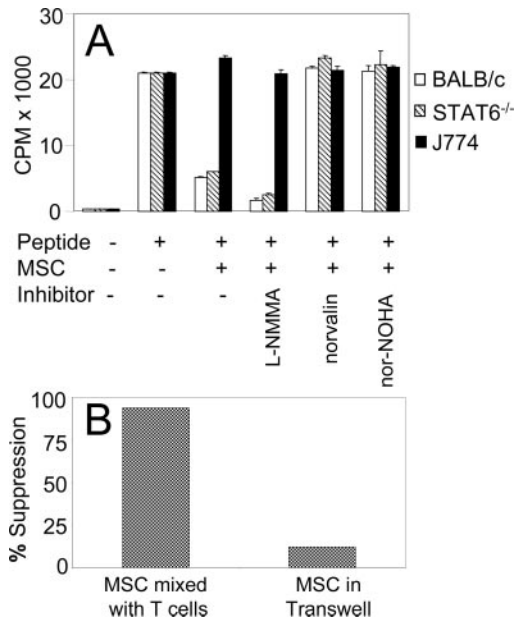 A
CPM x 1000
30
20
10
0
BALB/c
STAT6-/-
J774
Peptide - + + + + +
MSC - - + + + +
Inhibitor - - - L-NMMA norvalin nor-NOHA
B
% Suppression
100
75
50
25
0
MSC mixed with T cells
MSC in Transwell